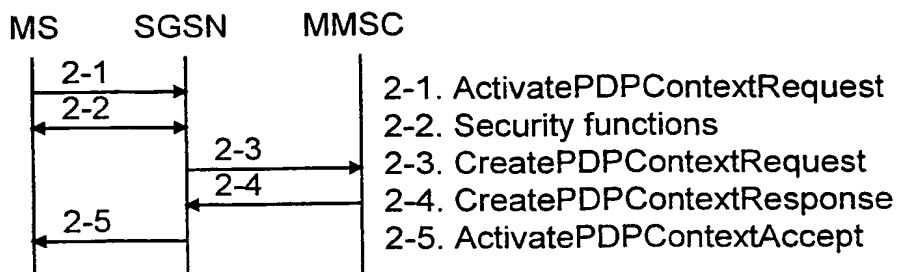 MS SGSN MMSC
2-1
2-2
2-3
2-4
2-5
2-1. ActivatePDPContextRequest
2-2. Security functions
2-3. CreatePDPContextRequest
2-4. CreatePDPContextResponse
2-5. ActivatePDPContextAccept